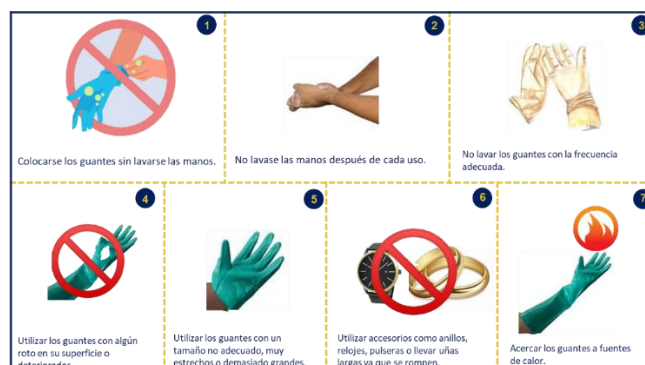 1
Colocarse los guantes sin lavarse las manos.
2
No lavase las manos después de cada uso.
3
No lavar los guantes con la frecuencia
adecuada.
4
Utilizar los guantes con algún
roto en su superficie o
deteriorados.
5
Utilizar los guantes con un
tamaño no adecuado, muy
estrechos o demasiado grandes.
6
Utilizar accesorios como anillos,
relojes, pulseras o llevar uñas
largas ya que se rompen.
7
Acercar los guantes a fuentes
de calor.